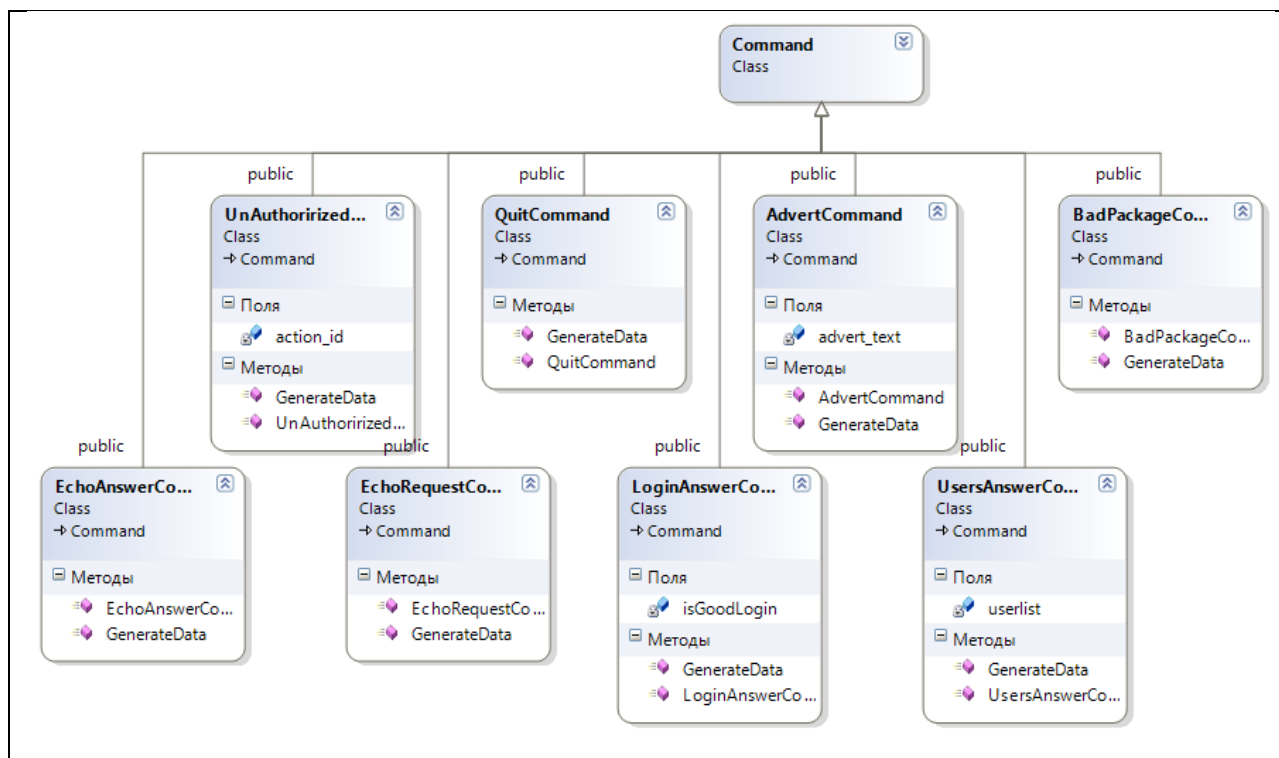 Command
Class
public
public
public
public
UnAuthorirized...
Class
Command
Поля
action_id
Методы
GenerateData
UnAuthorirized...
QuitCommand
Class
Command
Методы
GenerateData
QuitCommand
AdvertCommand
Class
Command
Поля
advert_text
Методы
AdvertCommand
GenerateData
BadPackageCo...
Class
Command
Методы
BadPackageCo...
GenerateData
public
public
public
public
EchoAnswerCo...
Class
Command
Методы
EchoAnswerCo...
GenerateData
EchoRequestCo...
Class
Command
Методы
EchoRequestCo...
GenerateData
LoginAnswerCo...
Class
Command
Поля
isGoodLogin
Методы
GenerateData
LoginAnswerCo...
UsersAnswerCo...
Class
Command
Поля
userlist
Методы
GenerateData
UsersAnswerCo...